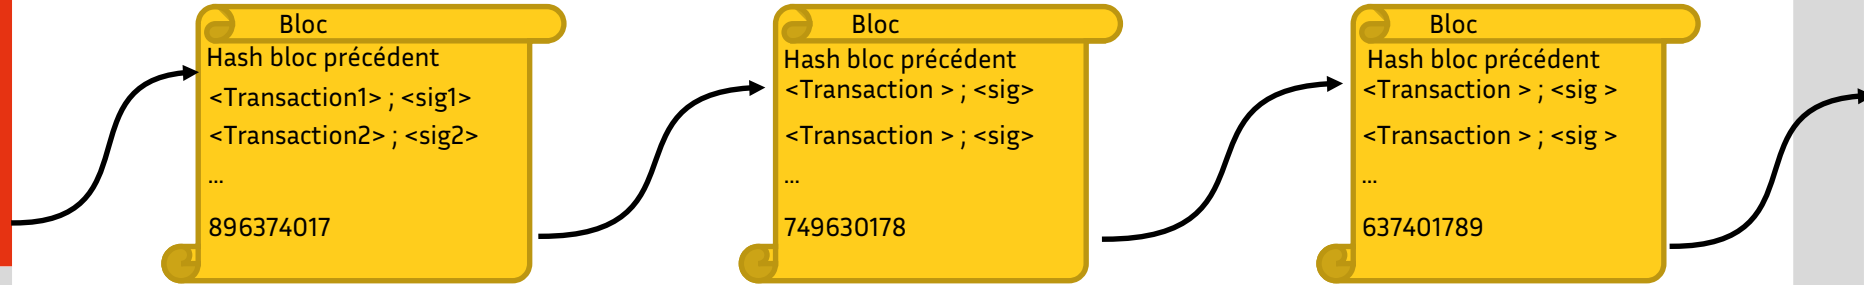 Bloc
Hash bloc précédent
<Transaction1> ; <sig1>
<Transaction2> ; <sig2>
...
896374017
Bloc
Hash bloc précédent
<Transaction > ; <sig>
<Transaction > ; <sig>
...
749630178
Bloc
Hash bloc précédent
<Transaction > ; <sig >
<Transaction > ; <sig >
...
637401789